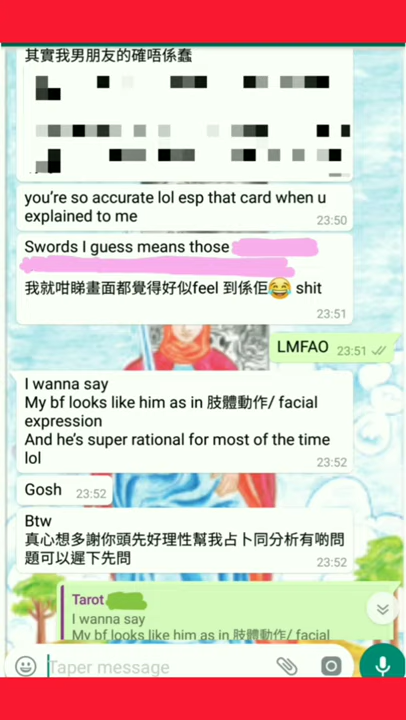 其實我男朋友的確唔係蠢
you're so accurate lol esp that card when u
explained to me
23:50
Swords I guess means those
我就咁睇畫面都覺得好似feel 到係佢😂 shit
23:51
LMFAO 23:51
I wanna say
My bf looks like him as in 肢體動作/ facial
expression
And he's super rational for most of the time
lol
23:52
Gosh 23:52
Btw
真心想多謝你頭先好理性幫我占卜同分析有啲問
題可以遲下先問
23:52
Tarot
I wanna say
My bf looks like him as in 肢體動作/ facial
Taper message